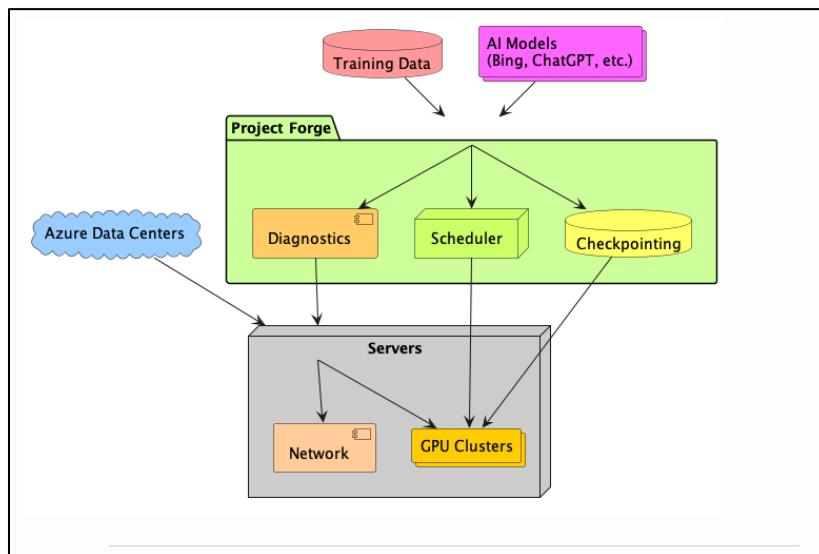 Training Data
AI Models
(Bing, ChatGPT, etc.)
Project Forge
Azure Data Centers
Diagnostics
Scheduler
Checkpointing
Servers
Network
GPU Clusters